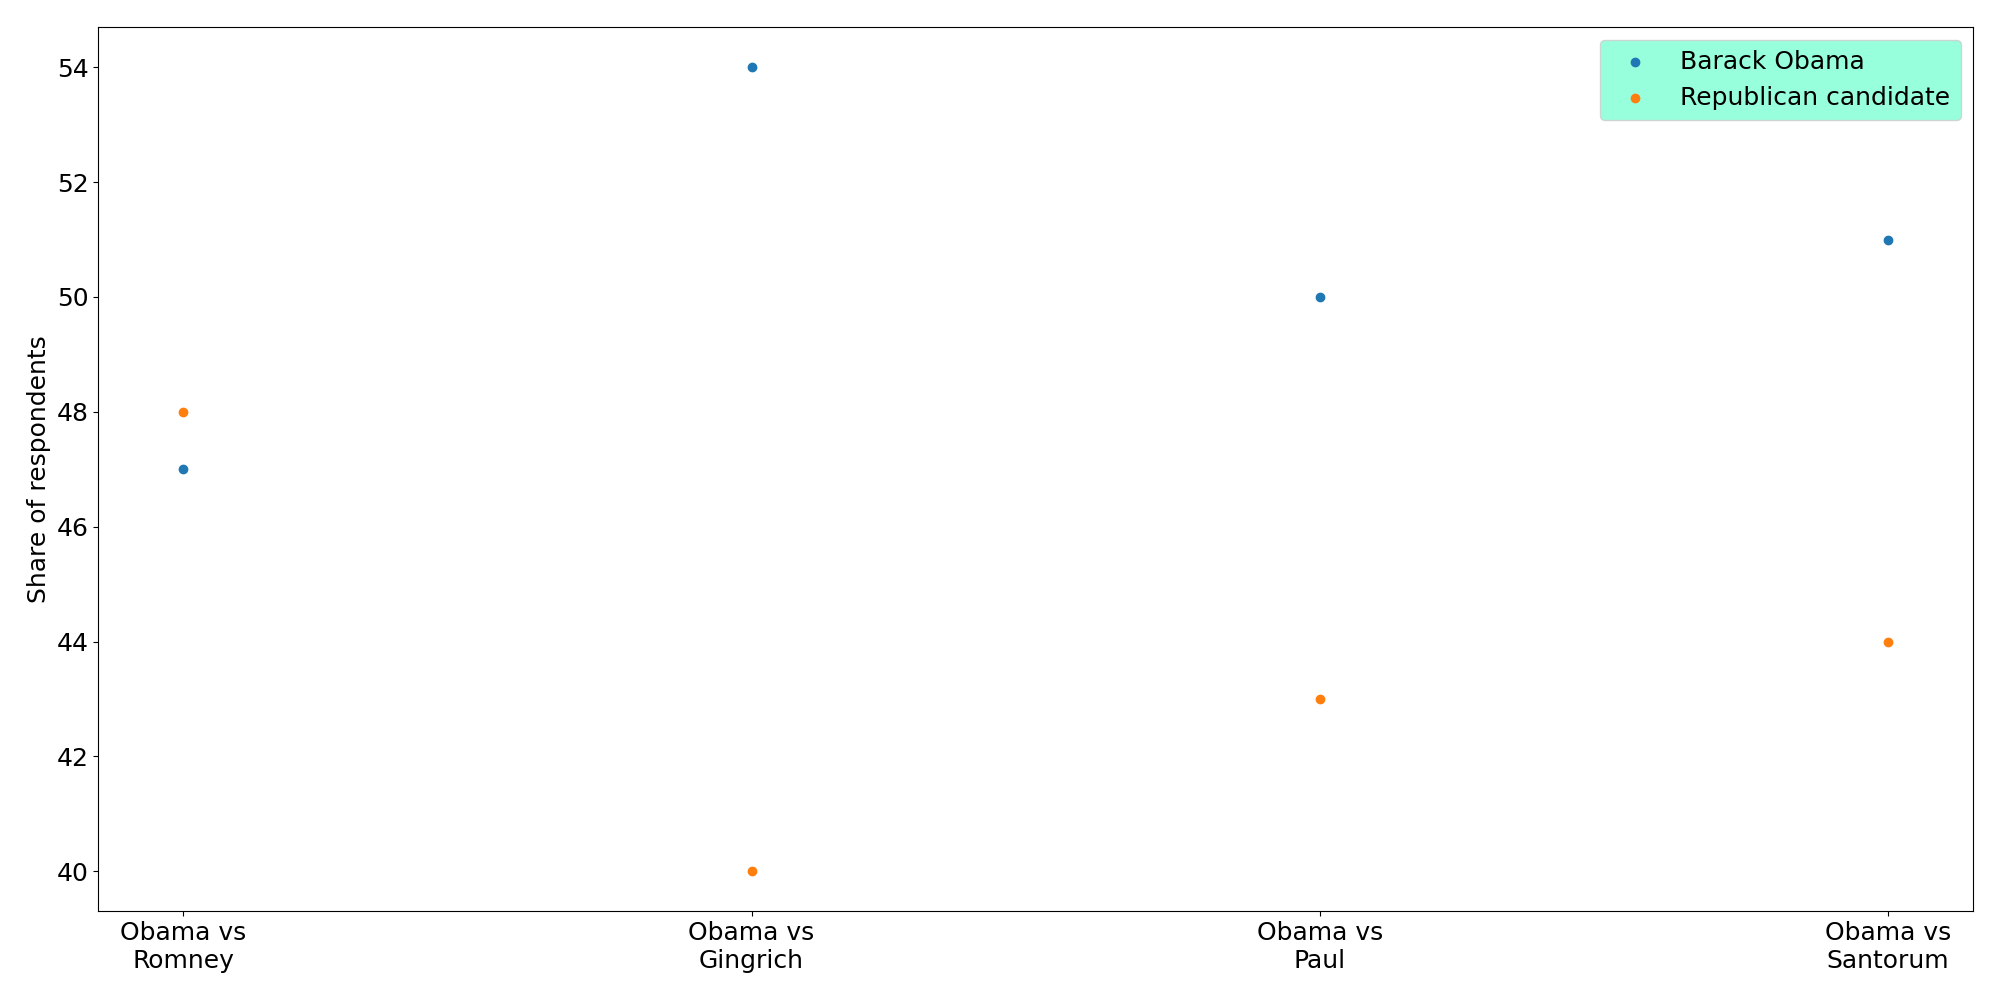 Barack Obama
Republican candidate
Share of respondents
54
52
50
48
46
44
42
40
Obama vs
Romney
Obama vs
Gingrich
Obama vs
Paul
Obama vs
Santorum